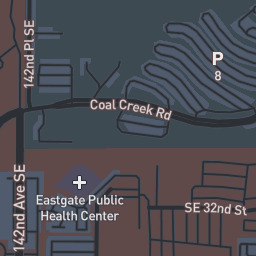 142nd Pl SE
P
8
Coal Creek Rd
142nd Ave SE
Eastgate Public
Health Center
SE 32nd St